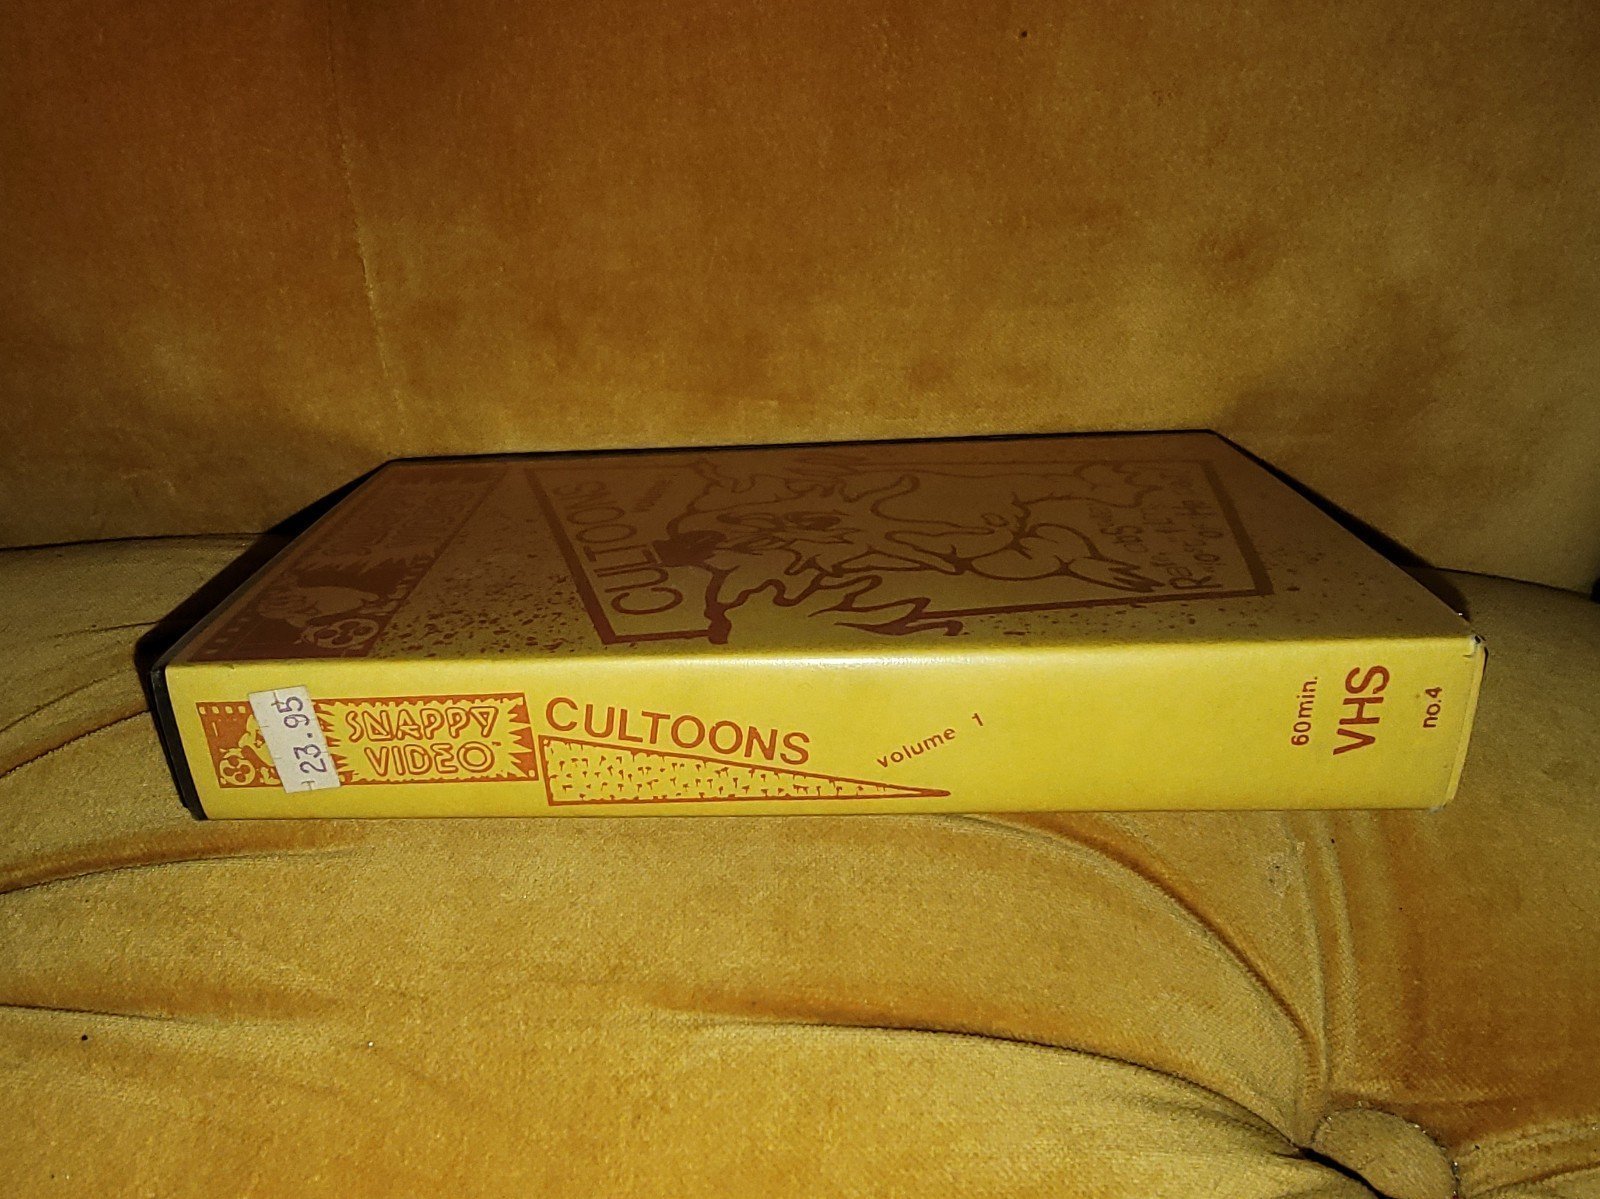 CULTOONS
23.95
SNAPPY
VIDEO
CULTOONS
volume 1
60min.
VHS
no.4